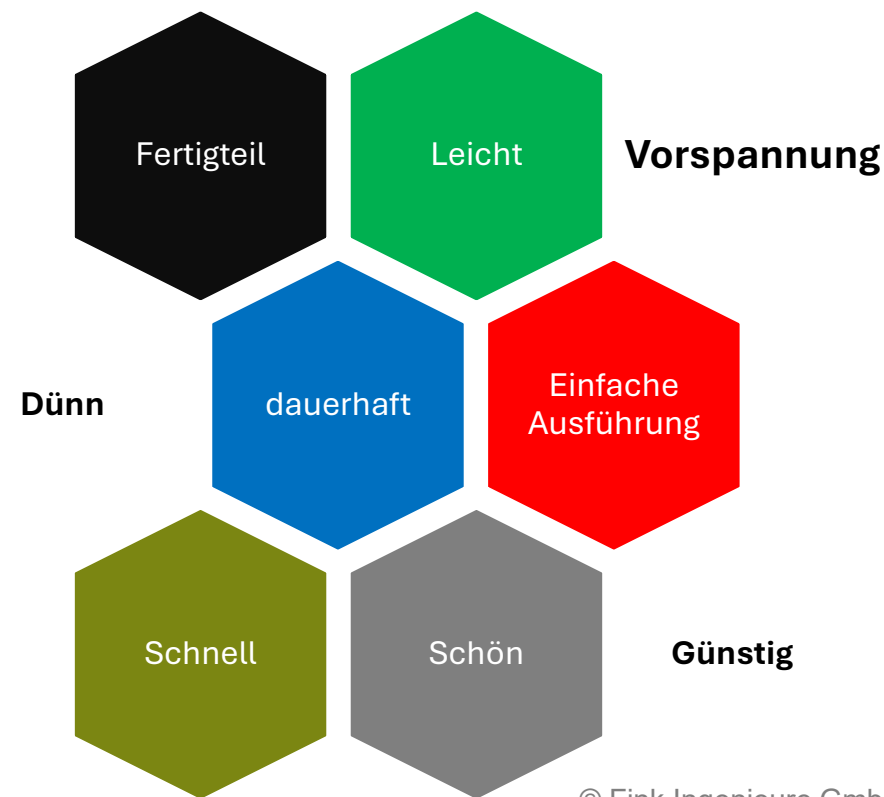 Fertigteil
Leicht
Vorspannung
Dünn
dauerhaft
Einfache
Ausführung
Schnell
Schön
Günstig